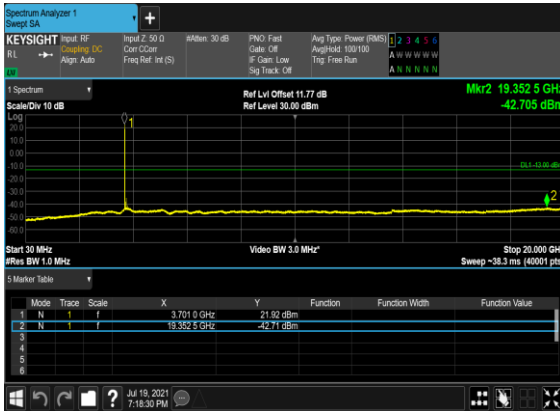 Spectrum Analyzer 1
Swept SA
+
KEYSIGHT Input: RF Input Z: 50 Ω #Atten: 30 dB PNO: Fast Avg Type: Power (RMS) 1 2 3 4 5 6
RL Coupling: DC Corr CCorr Gate: Off Avg|Hold: 100/100 A W W W W W
Align: Auto Freq Ref: Int (S) IF Gain: Low Trig: Free Run
Sig Track: Off A N N N N N
1 Spectrum
Ref Lvl Offset 11.77 dB Mkr2 19.352 5 GHz
Scale/Div 10 dB Ref Level 30.00 dBm -42.705 dBm
Log
20.0
10.0
0.00
-10.0
-20.0
-30.0
-40.0
-50.0
-60.0
1
DL1 -13.00 dBm
2
Start 30 MHz Video BW 3.0 MHz* Stop 20.000 GHz
#Res BW 1.0 MHz Sweep ~38.3 ms (40001 pts)
5 Marker Table
Mode Trace Scale X Y Function Function Width Function Value
1 N 1 f 3.701 0 GHz 21.92 dBm
2 N 1 f 19.352 5 GHz -42.71 dBm
3
4
5
6
? Jul 19, 2021
7:18:30 PM